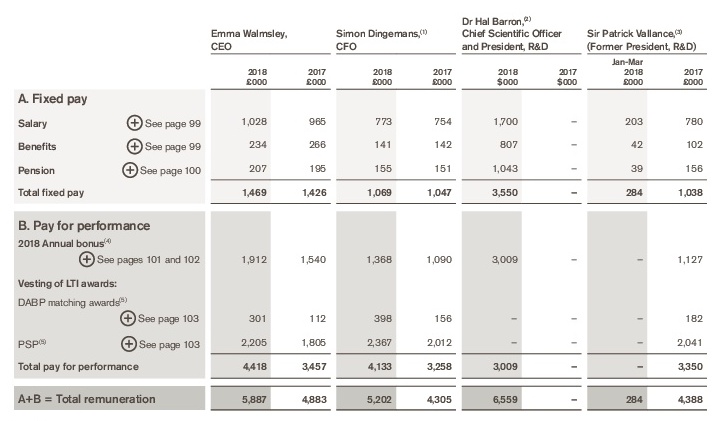 Emma Walmsley, CEO Simon Dingemans,(1) CFO Dr Hal Barron,(2) Chief Scientific Officer and President, R&D Sir Patrick Vallance,(3) (Former President, R&D)
Jan-Mar
2018 2017 2018 2017 2018 2017 2018 2017
£000 £000 £000 £000 $000 $000 £000 £000
A. Fixed pay
Salary + See page 99 1,028 965 773 754 1,700 – 203 780
Benefits + See page 99 234 266 141 142 807 – 42 102
Pension + See page 100 207 195 155 151 1,043 – 39 156
Total fixed pay 1,469 1,426 1,069 1,047 3,550 – 284 1,038
B. Pay for performance
2018 Annual bonus(4)
+ See pages 101 and 102 1,912 1,540 1,368 1,090 3,009 – – 1,127
Vesting of LTI awards:
DABP matching awards(5)
+ See page 103 301 112 398 156 – – – 182
PSP(5) + See page 103 2,205 1,805 2,367 2,012 – – – 2,041
Total pay for performance 4,418 3,457 4,133 3,258 3,009 – – 3,350
A+B = Total remuneration 5,887 4,883 5,202 4,305 6,559 – 284 4,388